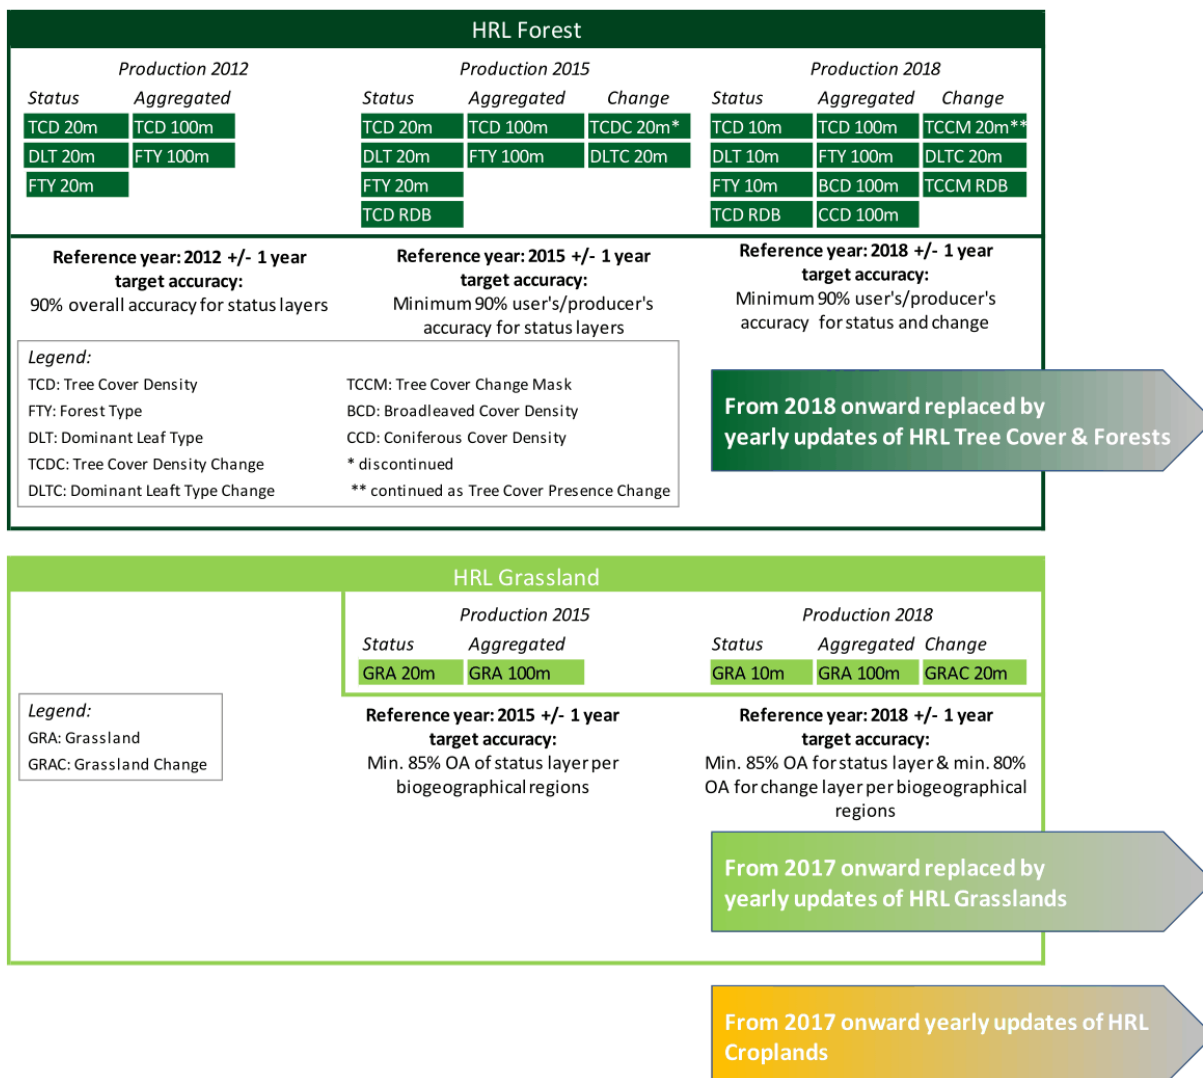 HRL Forest
Production 2012
Status Aggregated
TCD 20m TCD 100m
DLT 20m FTY 100m
FTY 20m
Production 2015
Status Aggregated Change
TCD 20m TCD 100m TCDC 20m*
DLT 20m FTY 100m DLTC 20m
FTY 20m
TCD RDB
Production 2018
Status Aggregated Change
TCD 10m TCD 100m TCCM 20m**
DLT 10m FTY 100m DLTC 20m
FTY 10m BCD 100m TCCM RDB
TCD RDB CCD 100m
Reference year: 2012 +/- 1 year
target accuracy:
90% overall accuracy for status layers
Reference year: 2015 +/- 1 year
target accuracy:
Minimum 90% user's/producer's
accuracy for status layers
Reference year: 2018 +/- 1 year
target accuracy:
Minimum 90% user's/producer's
accuracy for status and change
Legend:
TCD: Tree Cover Density
FTY: Forest Type
DLT: Dominant Leaf Type
TCDC: Tree Cover Density Change
DLTC: Dominant Leaft Type Change
TCCM: Tree Cover Change Mask
BCD: Broadleaved Cover Density
CCD: Coniferous Cover Density
* discontinued
** continued as Tree Cover Presence Change
From 2018 onward replaced by
yearly updates of HRL Tree Cover & Forests
HRL Grassland
Production 2015
Status Aggregated
GRA 20m GRA 100m
Production 2018
Status Aggregated Change
GRA 10m GRA 100m GRAC 20m
Legend:
GRA: Grassland
GRAC: Grassland Change
Reference year: 2015 +/- 1 year
target accuracy:
Min. 85% OA of status layer per
biogeographical regions
Reference year: 2018 +/- 1 year
target accuracy:
Min. 85% OA for status layer & min. 80%
OA for change layer per biogeographical
regions
From 2017 onward replaced by
yearly updates of HRL Grasslands
From 2017 onward yearly updates of HRL
Croplands